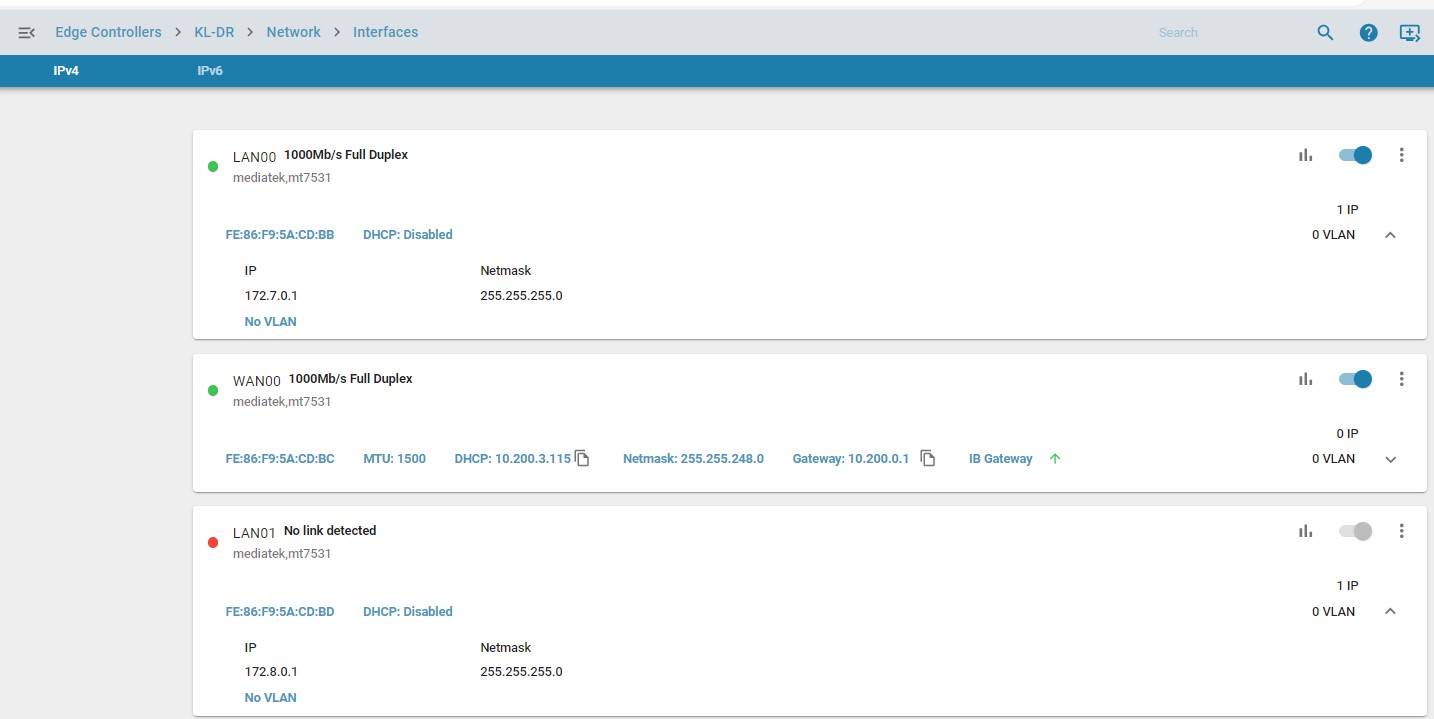 Edge Controllers > KL-DR > Network > Interfaces Search
IPv4 IPv6
LAN00 1000Mb/s Full Duplex
mediatek,mt7531
1 IP
FE:86:F9:5A:CD:BB DHCP: Disabled 0 VLAN
IP Netmask
172.7.0.1 255.255.255.0
No VLAN
WAN00 1000Mb/s Full Duplex
mediatek,mt7531
0 IP
FE:86:F9:5A:CD:BC MTU: 1500 DHCP: 10.200.3.115 Netmask: 255.255.248.0 Gateway: 10.200.0.1 IB Gateway 0 VLAN
LAN01 No link detected
mediatek,mt7531
1 IP
FE:86:F9:5A:CD:BD DHCP: Disabled 0 VLAN
IP Netmask
172.8.0.1 255.255.255.0
No VLAN